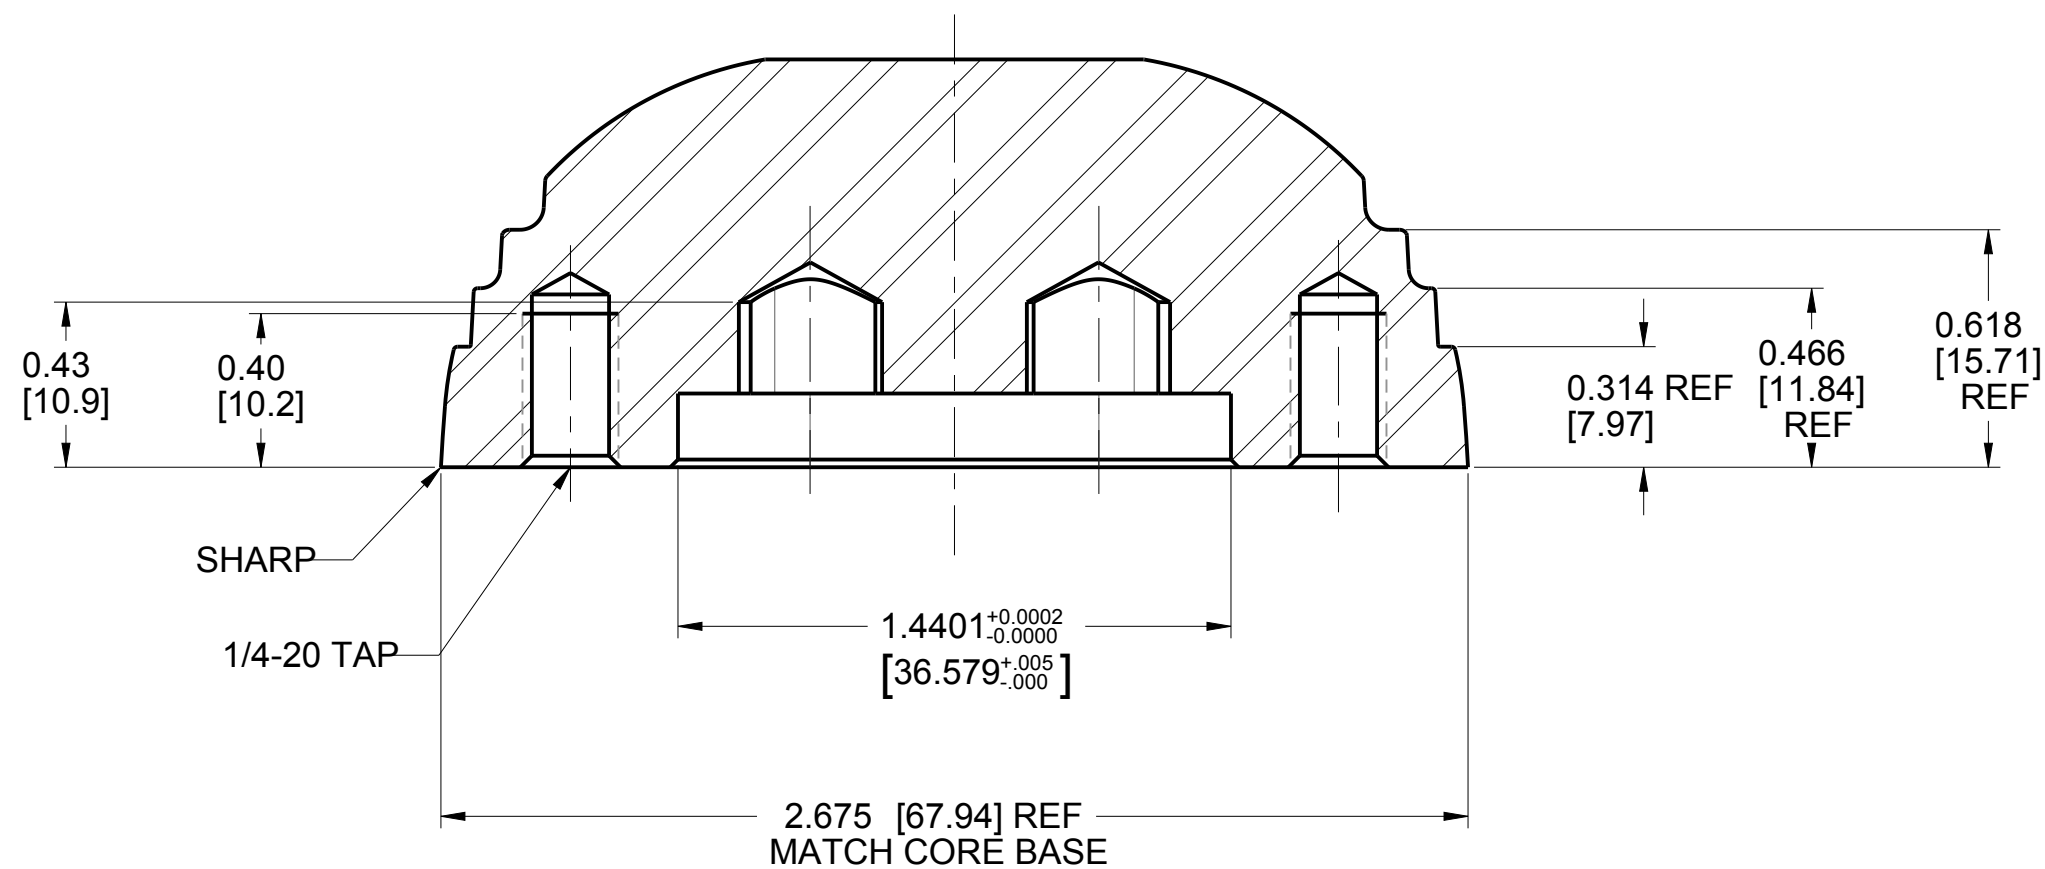 0.43
[10.9]
0.40
[10.2]
0.314 REF
[7.97]
0.466
[11.84]
REF
0.618
[15.71]
REF
SHARP
1/4-20 TAP
1.4401 +0.0002 -0.0000
[36.579 +.005 -.000]
2.675 [67.94] REF
MATCH CORE BASE